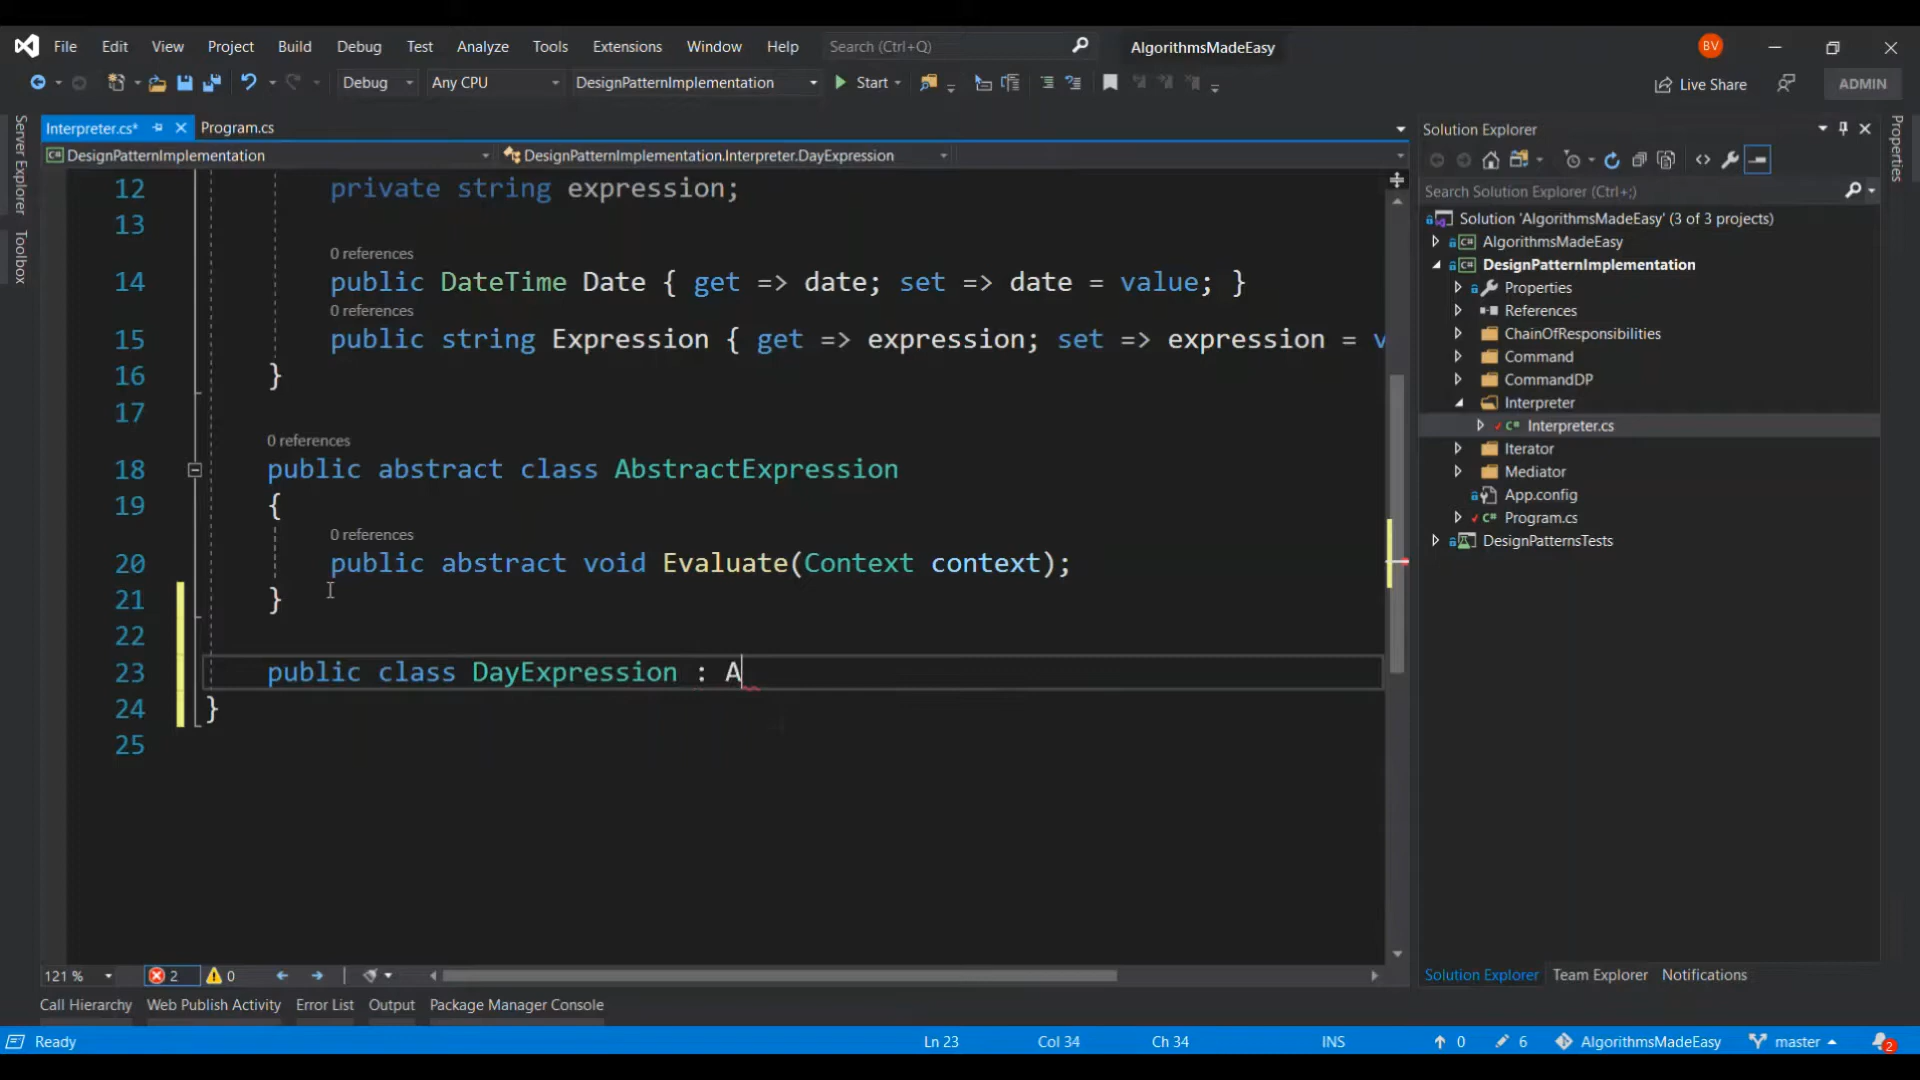 File Edit View Project Build Debug Test Analyze Tools Extensions Window Help Search (Ctrl+Q) AlgorithmsMadeEasy BV
Debug Any CPU DesignPatternImplementation Start Live Share ADMIN
Server Explorer
Toolbox
Interpreter.cs* Program.cs
DesignPatternImplementation DesignPatternImplementation.Interpreter.DayExpression
12 private string expression;
13
0 references
14 public DateTime Date { get => date; set => date = value; }
0 references
15 public string Expression { get => expression; set => expression = v
16 }
17
0 references
18 public abstract class AbstractExpression
19 {
0 references
20 public abstract void Evaluate(Context context);
21 }
22
23 public class DayExpression : A
24 }
25
121 % 2 0
Solution Explorer
Search Solution Explorer (Ctrl+;)
Solution 'AlgorithmsMadeEasy' (3 of 3 projects)
C# AlgorithmsMadeEasy
C# DesignPatternImplementation
Properties
References
ChainOfResponsibilities
Command
CommandDP
Interpreter
C# Interpreter.cs
Iterator
Mediator
App.config
C# Program.cs
DesignPatternsTests
Solution Explorer Team Explorer Notifications
Properties
Call Hierarchy Web Publish Activity Error List Output Package Manager Console
Ready Ln 23 Col 34 Ch 34 INS 0 6 AlgorithmsMadeEasy master 2